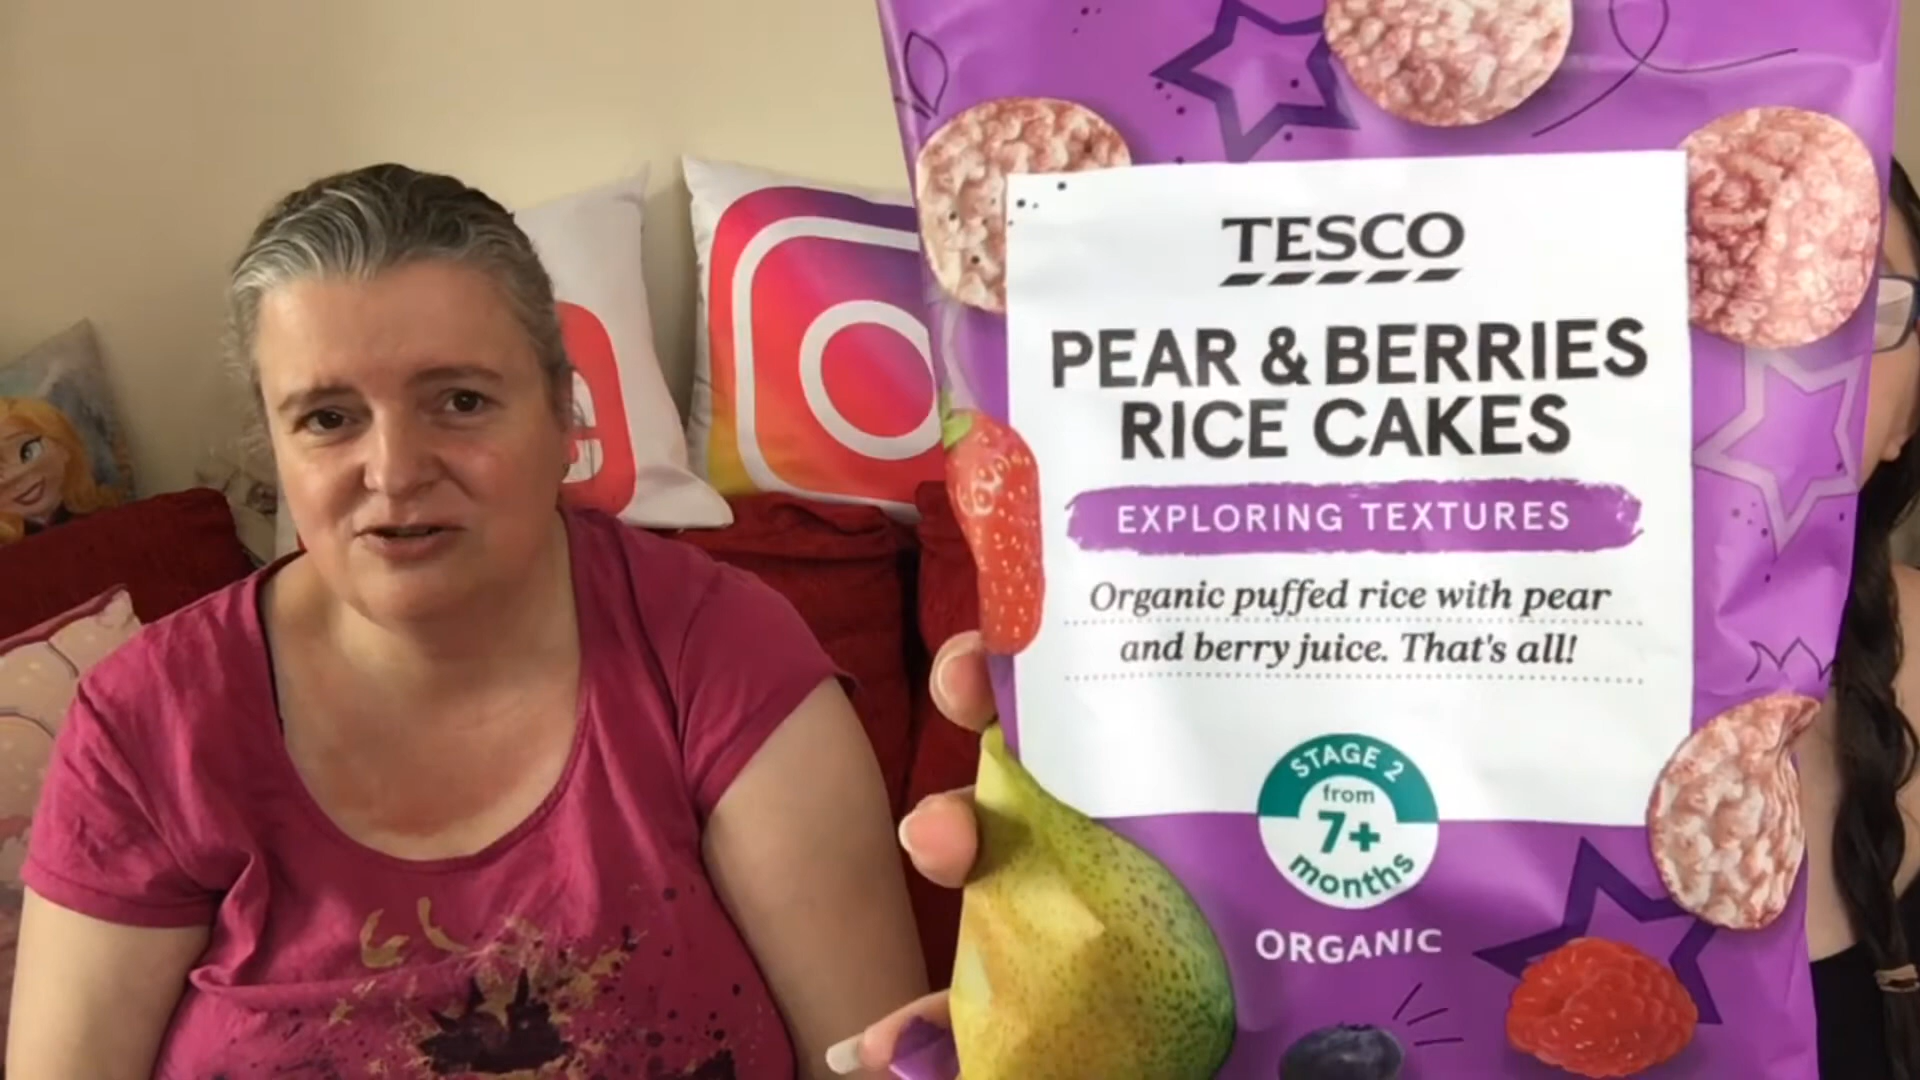 TESCO
PEAR & BERRIES
RICE CAKES
EXPLORING TEXTURES
Organic puffed rice with pear
and berry juice. That's all!
STAGE 2
from
7+
months
ORGANIC